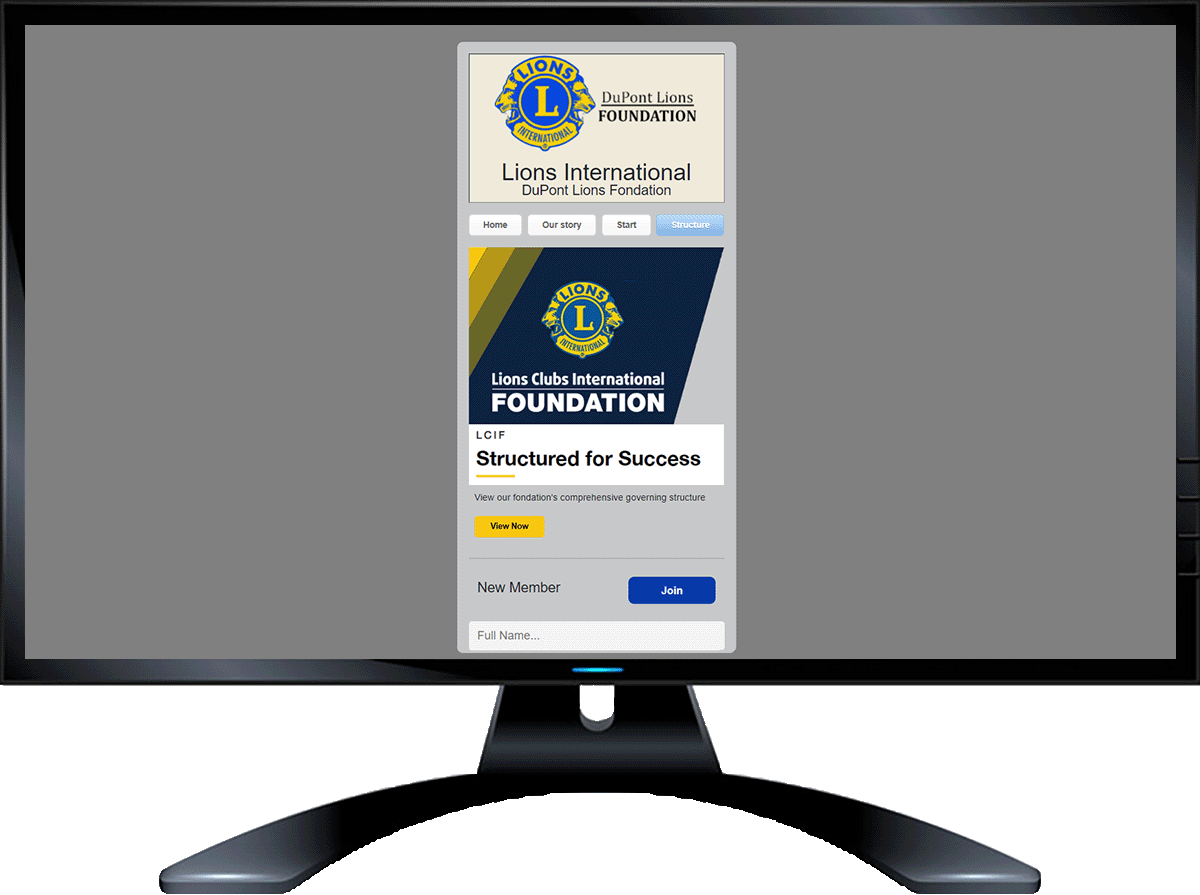 LIONS
L
INTERNATIONAL
DuPont Lions
FOUNDATION
Lions International
DuPont Lions Fondation
Home
Our story
Start
Structure
LIONS
L
INTERNATIONAL
Lions Clubs International
FOUNDATION
LCIF
Structured for Success
View our fondation's comprehensive governing structure
View Now
New Member
Join
Full Name...